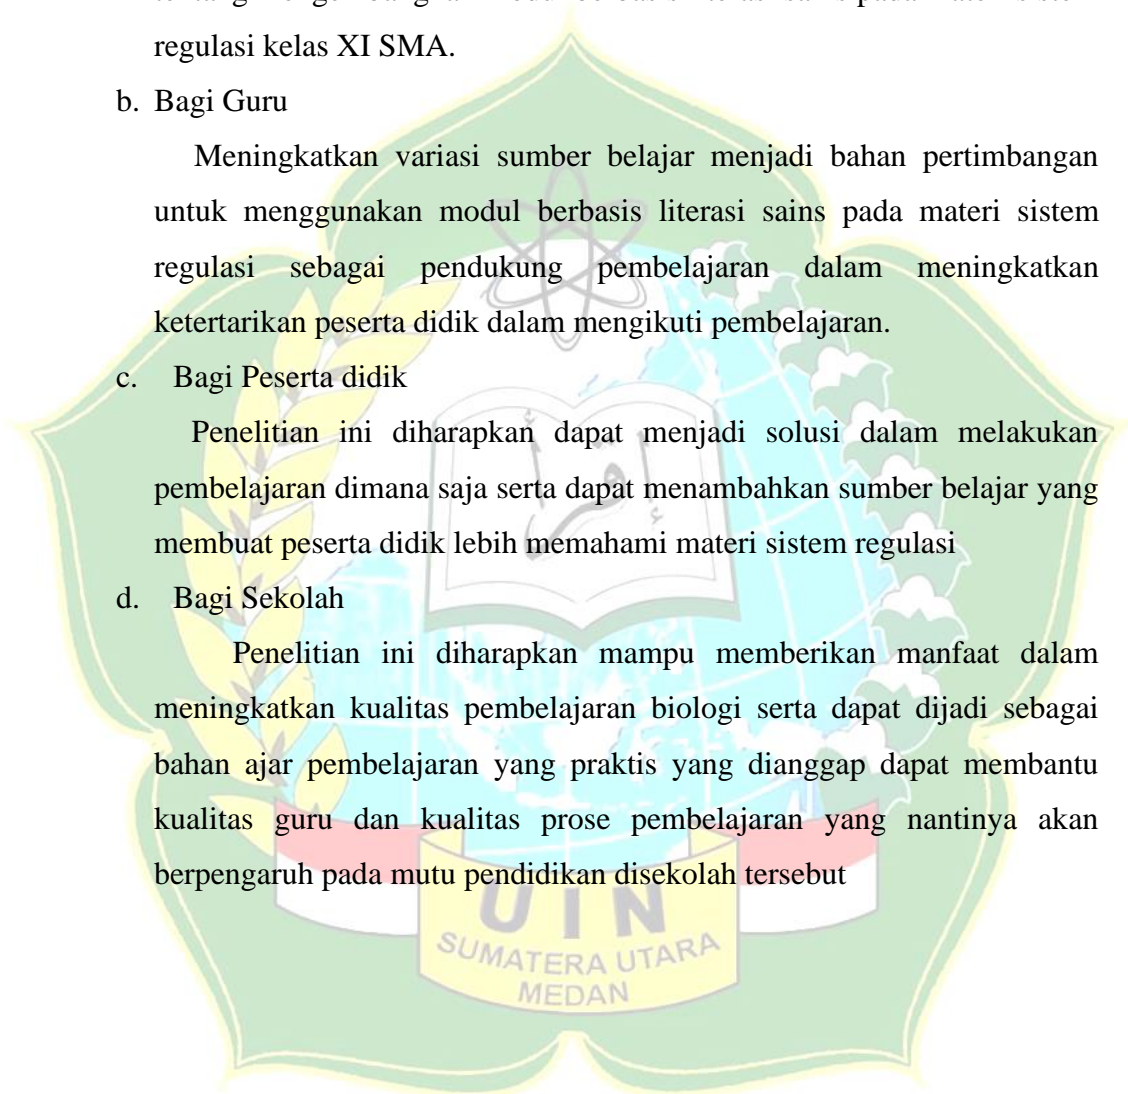 regulasi kelas XI SMA.
b. Bagi Guru
Meningkatkan variasi sumber belajar menjadi bahan pertimbangan
untuk menggunakan modul berbasis literasi sains pada materi sistem
regulasi sebagai pendukung pembelajaran dalam meningkatkan
ketertarikan peserta didik dalam mengikuti pembelajaran.
c. Bagi Peserta didik
Penelitian ini diharapkan dapat menjadi solusi dalam melakukan
pembelajaran dimana saja serta dapat menambahkan sumber belajar yang
membuat peserta didik lebih memahami materi sistem regulasi
d. Bagi Sekolah
Penelitian ini diharapkan mampu memberikan manfaat dalam
meningkatkan kualitas pembelajaran biologi serta dapat dijadi sebagai
bahan ajar pembelajaran yang praktis yang dianggap dapat membantu
kualitas guru dan kualitas prose pembelajaran yang nantinya akan
berpengaruh pada mutu pendidikan disekolah tersebut
UIN
SUMATERA UTARA
MEDAN